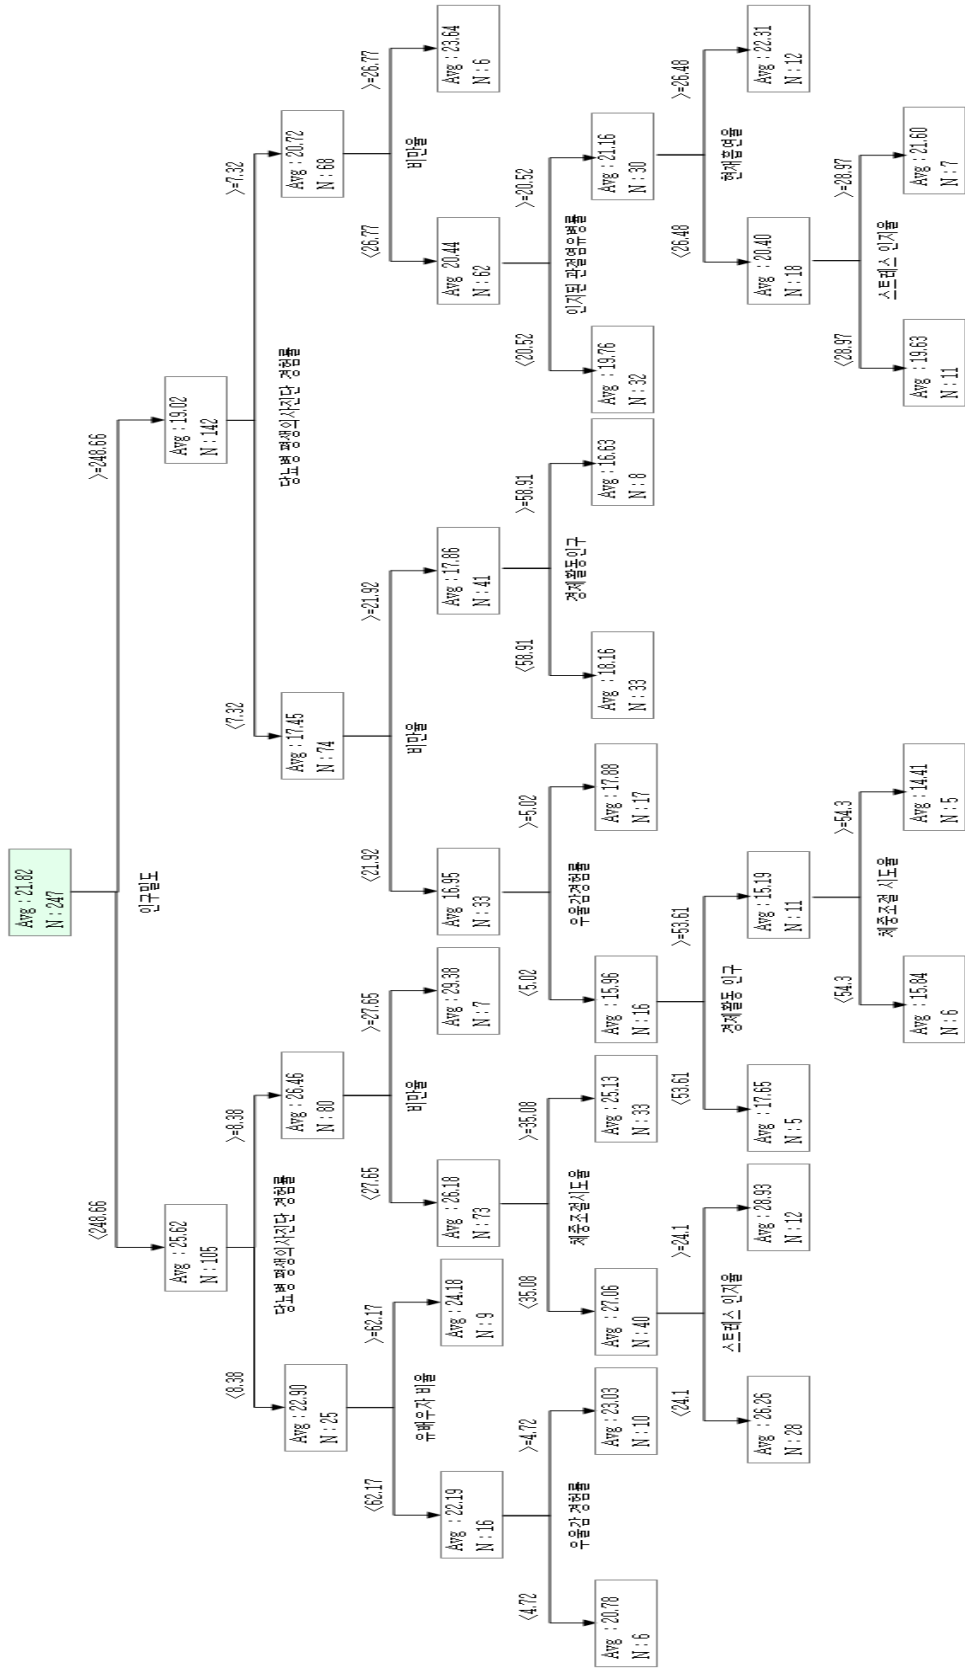 Avg : 21.82
N : 247
인구밀도
<248.66
>=248.66
Avg : 25.62
N : 105
Avg : 19.02
N : 142
당뇨병 평생의사진단 경험률
당뇨병 평생의사진단 경험률
<8.38
>=8.38
<7.32
>=7.32
Avg : 22.90
N : 25
Avg : 26.46
N : 80
Avg : 17.45
N : 74
Avg : 20.72
N : 68
유배우자 비율
비만율
비만율
비만율
<62.17
>=62.17
<27.65
>=27.65
<21.92
>=21.92
<26.77
>=26.77
Avg : 22.19
N : 16
Avg : 24.18
N : 9
Avg : 26.18
N : 73
Avg : 29.38
N : 7
Avg 16.95
N : 33
Avg : 17.86
N : 41
Avg 20.44
N : 62
Avg : 23.64
N : 6
우울감 경험률
체중조절시도율
우울감경험률
경제활동인구
인지된 관절염유병률
<4.72
>=4.72
<35.08
>=35.08
<5.02
>=5.02
<58.91
>=58.91
<20.52
>=20.52
Avg : 20.78
N : 6
Avg : 23.03
N : 10
Avg : 27.06
N : 40
Avg : 25.13
N : 33
Avg : 15.96
N : 16
Avg : 17.88
N : 17
Avg : 18.16
N : 33
Avg : 16.63
N : 8
Avg : 19.76
N : 32
Avg : 21.16
N : 30
스트레스 인지율
경제활동 인구
현재흡연율
<24.1
>=24.1
<53.61
>=53.61
<26.48
>=26.48
Avg : 26.26
N : 28
Avg : 28.93
N : 12
Avg : 17.65
N : 5
Avg : 15.19
N : 11
Avg : 20.40
N : 18
Avg : 22.31
N : 12
체중조절 시도율
스트레스 인지율
<54.3
>=54.3
<28.97
>=28.97
Avg : 15.84
N : 6
Avg : 14.41
N : 5
Avg : 19.63
N : 11
Avg : 21.60
N : 7